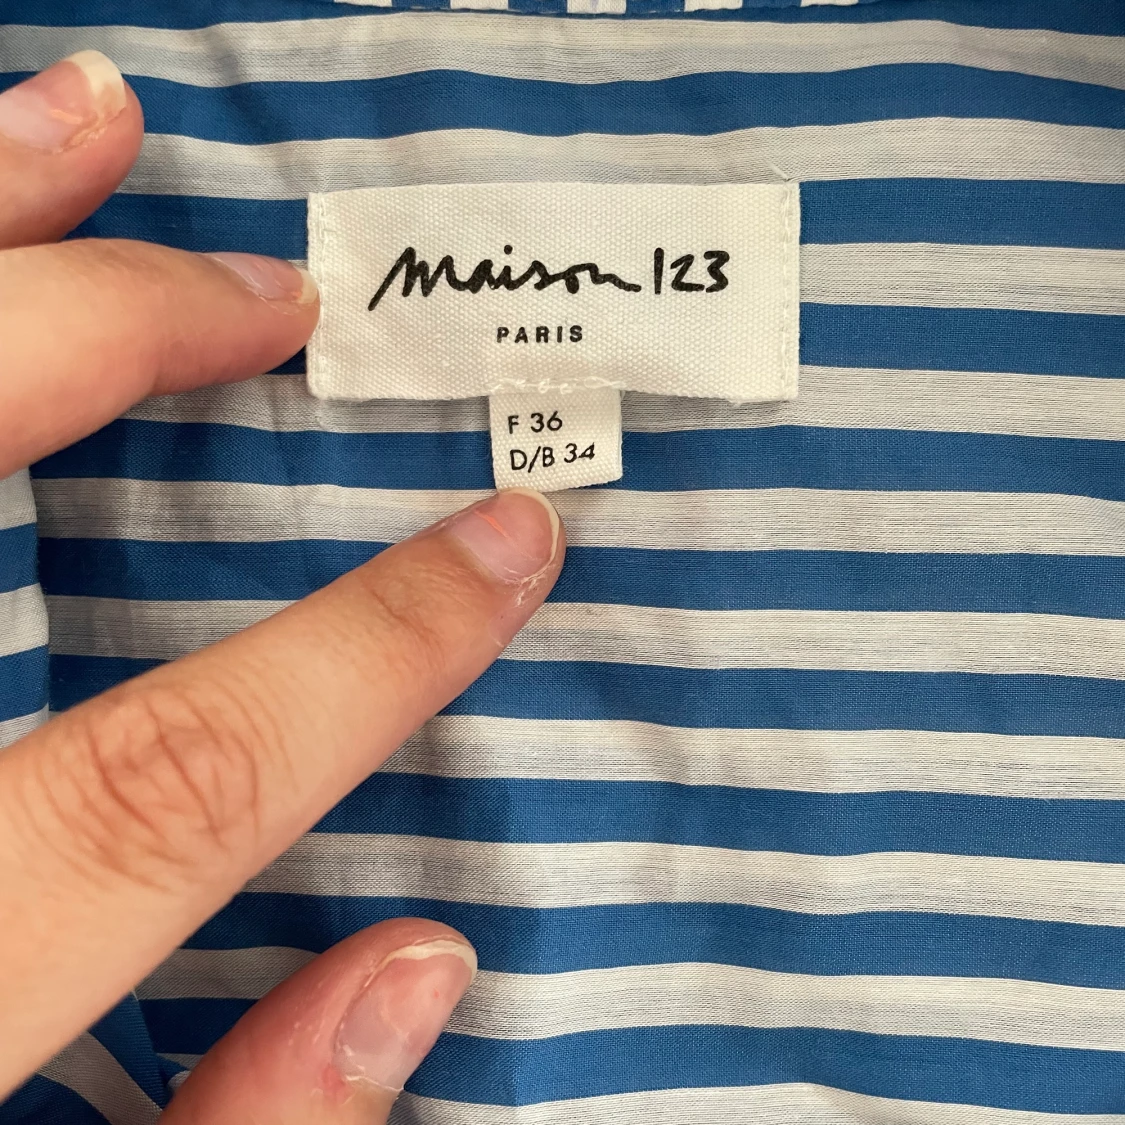 maison 123
PARIS
F 36
D/B 34